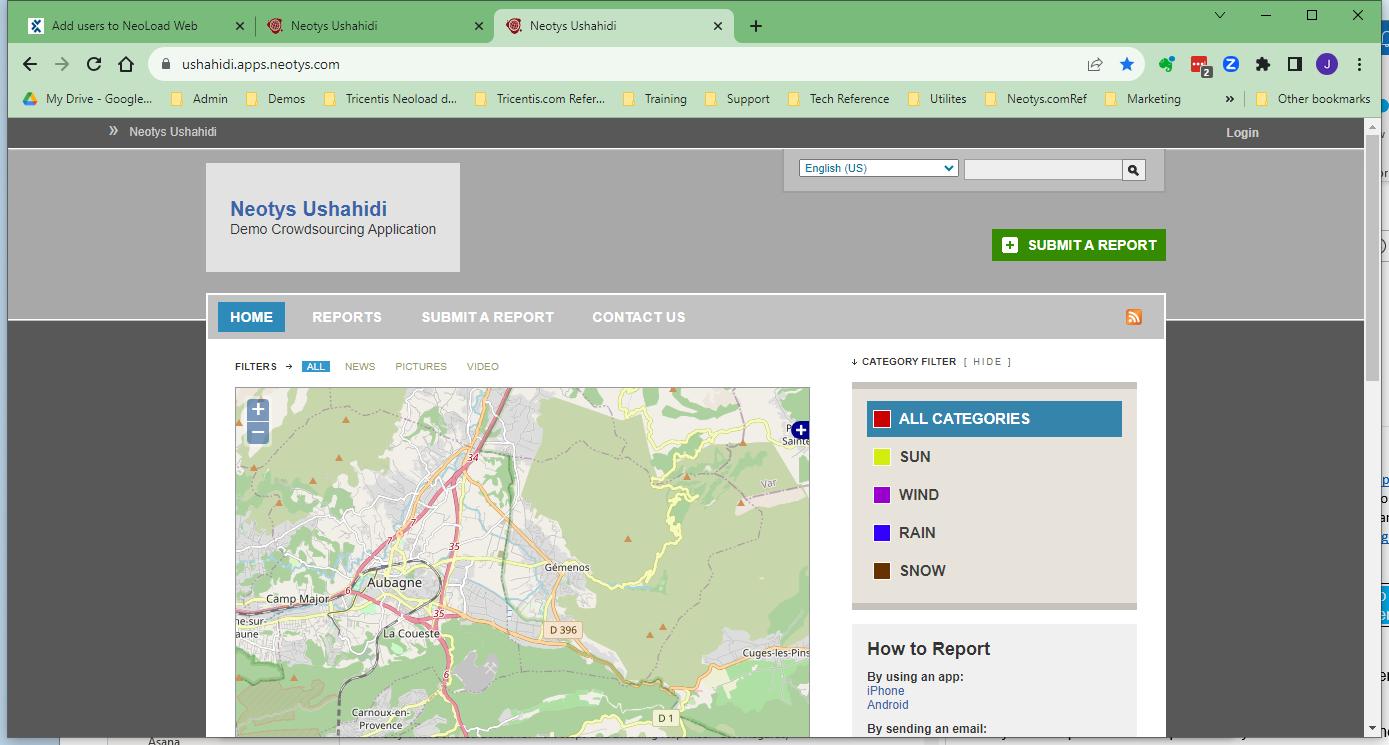 Add users to NeoLoad Web
Neotys Ushahidi
Neotys Ushahidi
ushahidi.apps.neotys.com
2
J
My Drive - Google...
Admin
Demos
Tricentis Neoload d...
Tricentis.com Refer...
Training
Support
Tech Reference
Utilites
Neotys.comRef
Marketing
»
Other bookmarks
» Neotys Ushahidi
Login
English (US)
Neotys Ushahidi
Demo Crowdsourcing Application
SUBMIT A REPORT
HOME REPORTS SUBMIT A REPORT CONTACT US
FILTERS → ALL NEWS PICTURES VIDEO
↓ CATEGORY FILTER [ HIDE ]
ALL CATEGORIES
SUN
WIND
RAIN
SNOW
How to Report
By using an app:
iPhone
Android
By sending an email:
+
−
34
Var
7
7
35
Gémenos
Aubagne
6
Camp Major
35
La Coueste
D 396
Cuges-les-Pins
6
Carnoux-en-
Provence
D 1
Asana